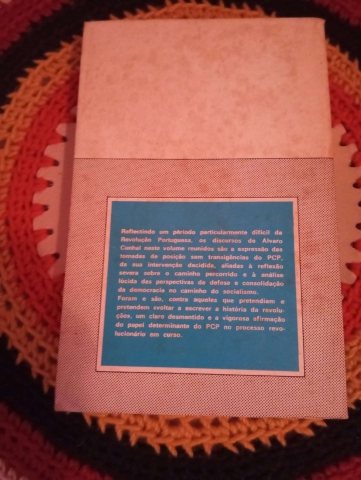 Reflectindo um período particularmente difícil da
Revolução Portuguesa, os discursos de Álvaro
Cunhal neste volume reunidos são a expressão das
tomadas de posição sem transigências do PCP,
da sua intervenção decidida, aliadas à reflexão
severa sobre o caminho percorrido e à análise
lúcida das perspectivas de defesa e consolidação
da democracia no caminho do socialismo.
Foram e são, contra aqueles que pretendiam e
pretendem «voltar a escrever a história da revolu-
ção», um claro desmentido e a vigorosa afirmação
do papel determinante do PCP no processo revo-
lucionário em curso.